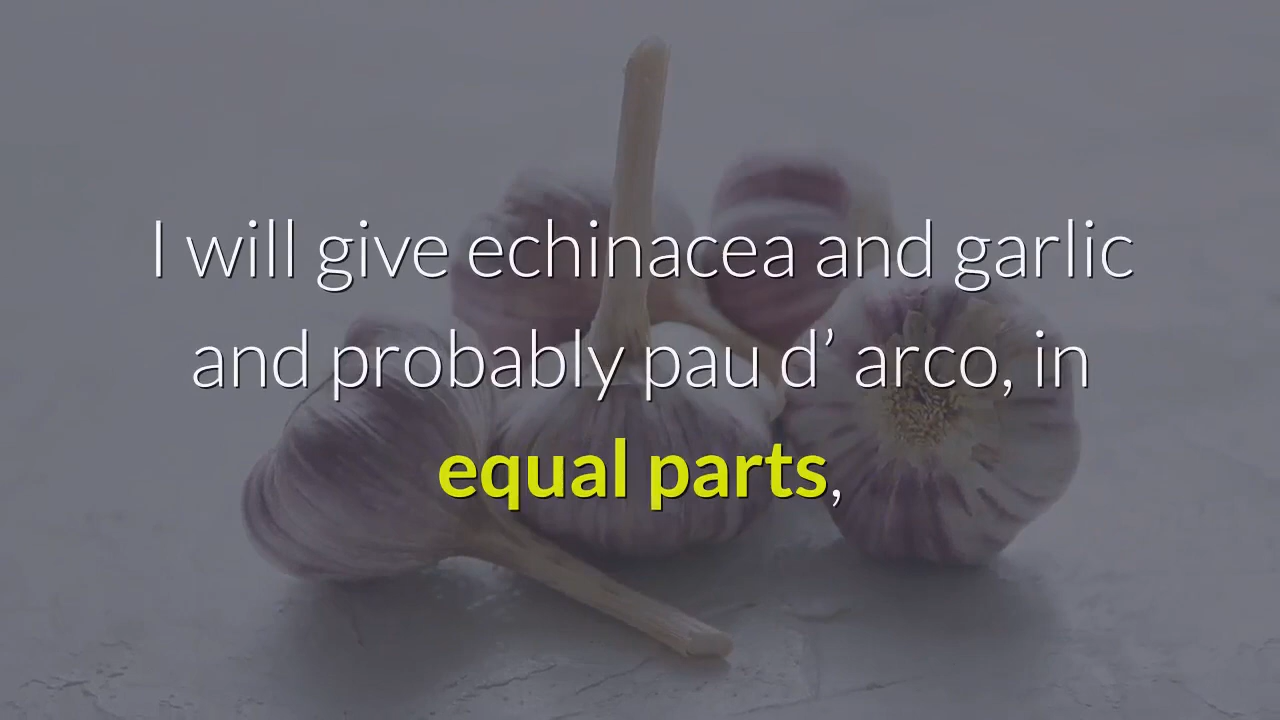 I will give echinacea and garlic
and probably pau d’ arco, in
equal parts,